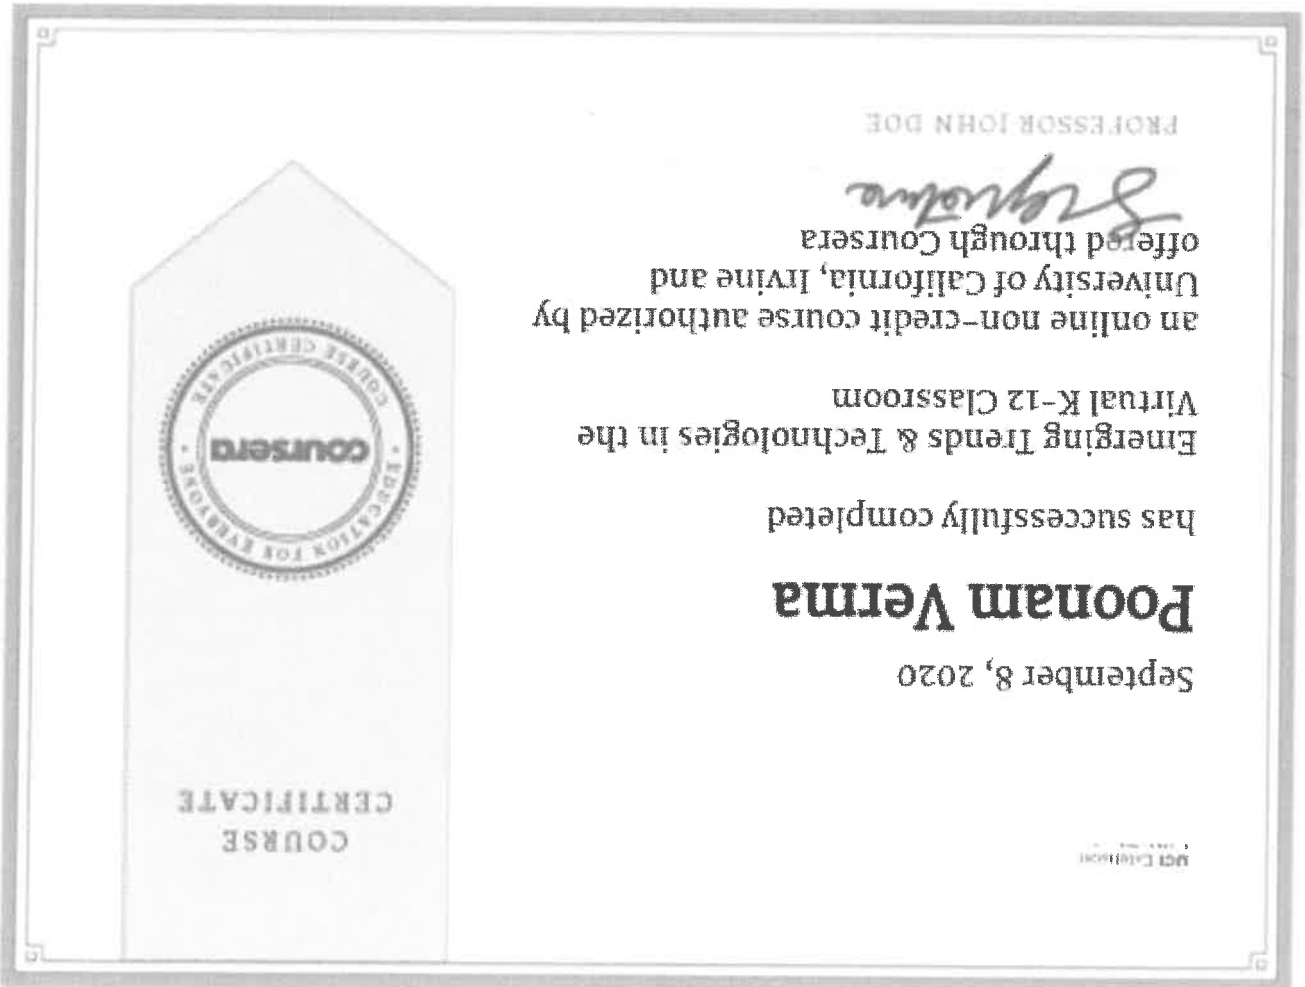 UCI Extension
September 8, 2020
Poonam Verma
has successfully completed
Emerging Trends & Technologies in the
Virtual K-12 Classroom
an online non-credit course authorized by
University of California, Irvine and
offered through Coursera
Signature
PROFESSOR JOHN DOE
COURSE
CERTIFICATE
EDUCATION FOR EVERYONE
coursera
COURSE CERTIFICATE